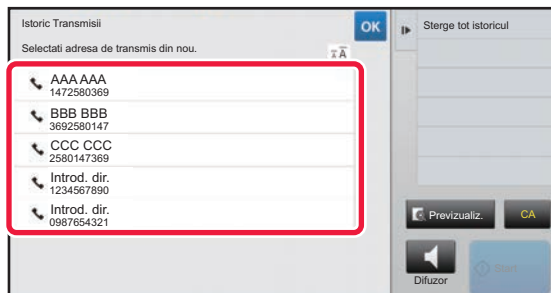 Istoric Transmisii
OK
Sterge tot istoricul
Selectati adresa de transmis din nou.
AAA AAA
1472580369
BBB BBB
3692580147
CCC CCC
2580147369
Introd. dir.
1234567890
Introd. dir.
0987654321
Previzualiz.
CA
Difuzor
Start